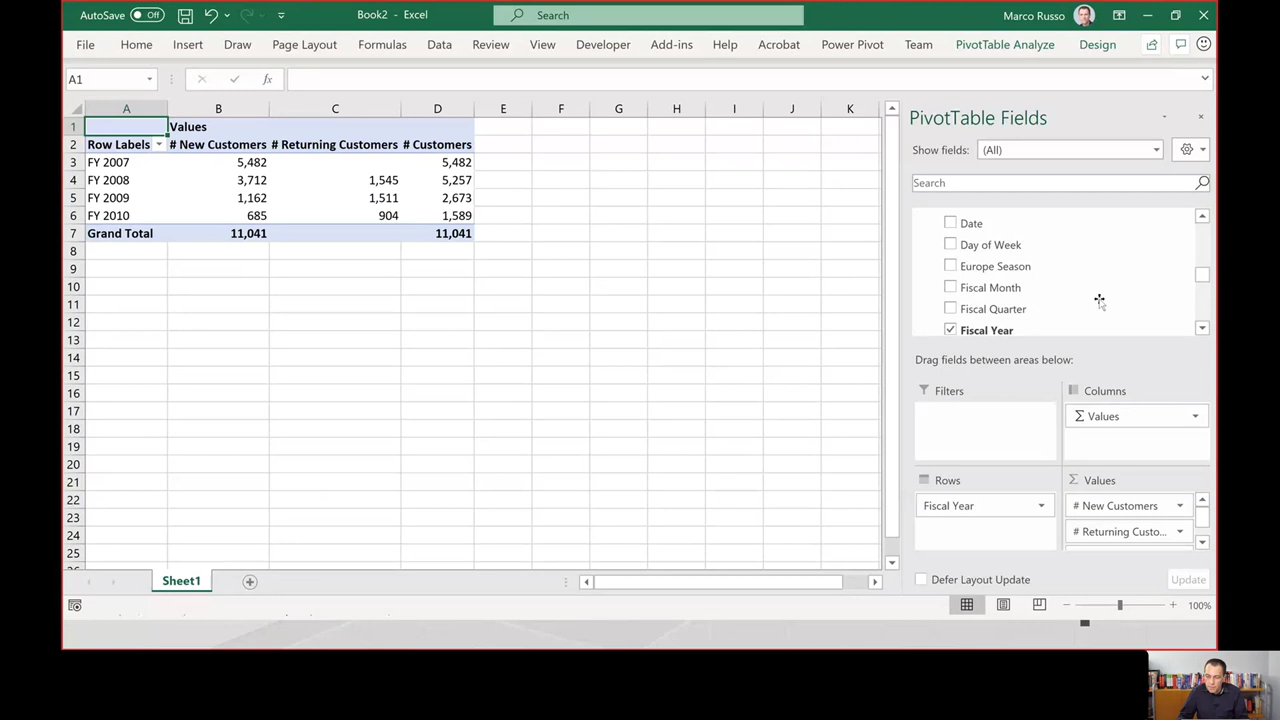 AutoSave Off Book2 - Excel Search Marco Russo
File Home Insert Draw Page Layout Formulas Data Review View Developer Add-ins Help Acrobat Power Pivot Team PivotTable Analyze Design
A1 fx
A B C D E F G H I J K
1 Values
2 Row Labels # New Customers # Returning Customers # Customers
3 FY 2007 5,482 5,482
4 FY 2008 3,712 1,545 5,257
5 FY 2009 1,162 1,511 2,673
6 FY 2010 685 904 1,589
7 Grand Total 11,041 11,041
8
9
10
11
12
13
14
15
16
17
18
19
20
21
22
23
24
25
Sheet1
PivotTable Fields
Show fields: (All)
Search
Date
Day of Week
Europe Season
Fiscal Month
Fiscal Quarter
Fiscal Year
Drag fields between areas below:
Filters
Columns
Σ Values
Rows
Fiscal Year
Σ Values
# New Customers
# Returning Custo...
Defer Layout Update Update
100%